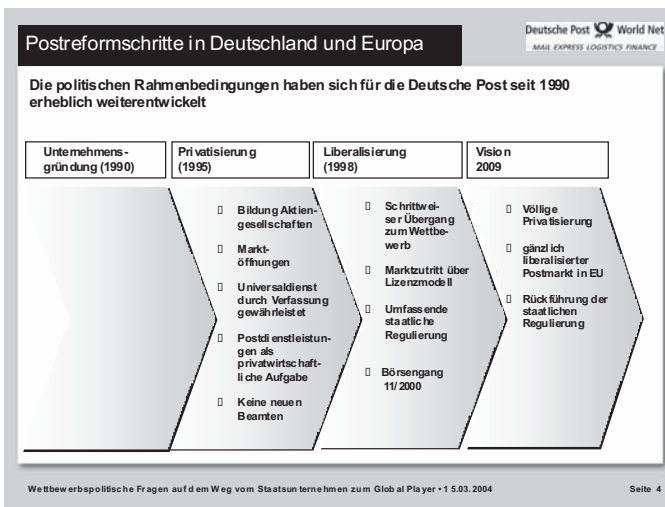 Postreformschritte in Deutschland und Europa
Deutsche Post World Net
MAIL EXPRESS LOGISTICS FINANCE
Die politischen Rahmenbedingungen haben sich für die Deutsche Post seit 1990
erheblich weiterentwickelt
Unternehmens-
gründung (1990)
Privatisierung
(1995)
Liberalisierung
(1998)
Vision
2009
Bildung Aktien-
gesellschaften
Markt-
öffnungen
Universaldienst
durch Verfassung
gewährleistet
Postdienstleistun-
gen als
privatwirtschaft-
liche Aufgabe
Keine neuen
Beamten
Schrittwei-
ser Übergang
zum Wettbe-
werb
Marktzutritt über
Lizenzmodell
Umfassende
staatliche
Regulierung
Börsengang
11/2000
Völlige
Privatisierung
gänzlich
liberalisierter
Postmarkt in EU
Rückführung der
staatlichen
Regulierung
Wettbewerbspolitische Fragen auf dem Weg vom Staatsunternehmen zum Global Player • 15.03.2004
Seite 4